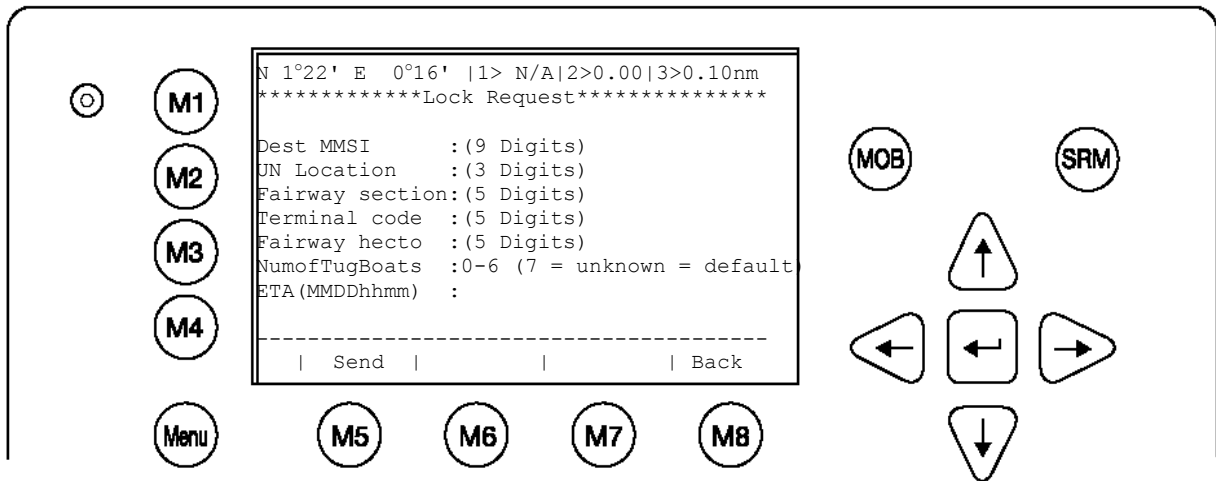 N 1°22' E  0°16' |1> N/A|2>0.00|3>0.10nm
*************Lock Request***************
Dest MMSI      :(9 Digits)
UN Location    :(3 Digits)
Fairway section:(5 Digits)
Terminal code  :(5 Digits)
Fairway hecto  :(5 Digits)
NumofTugBoats  :0-6 (7 = unknown = default)
ETA(MMDDhhmm)  :
----------------------------------------
| Send | | | Back
M1
M2
M3
M4
Menu
M5
M6
M7
M8
MOB
SRM